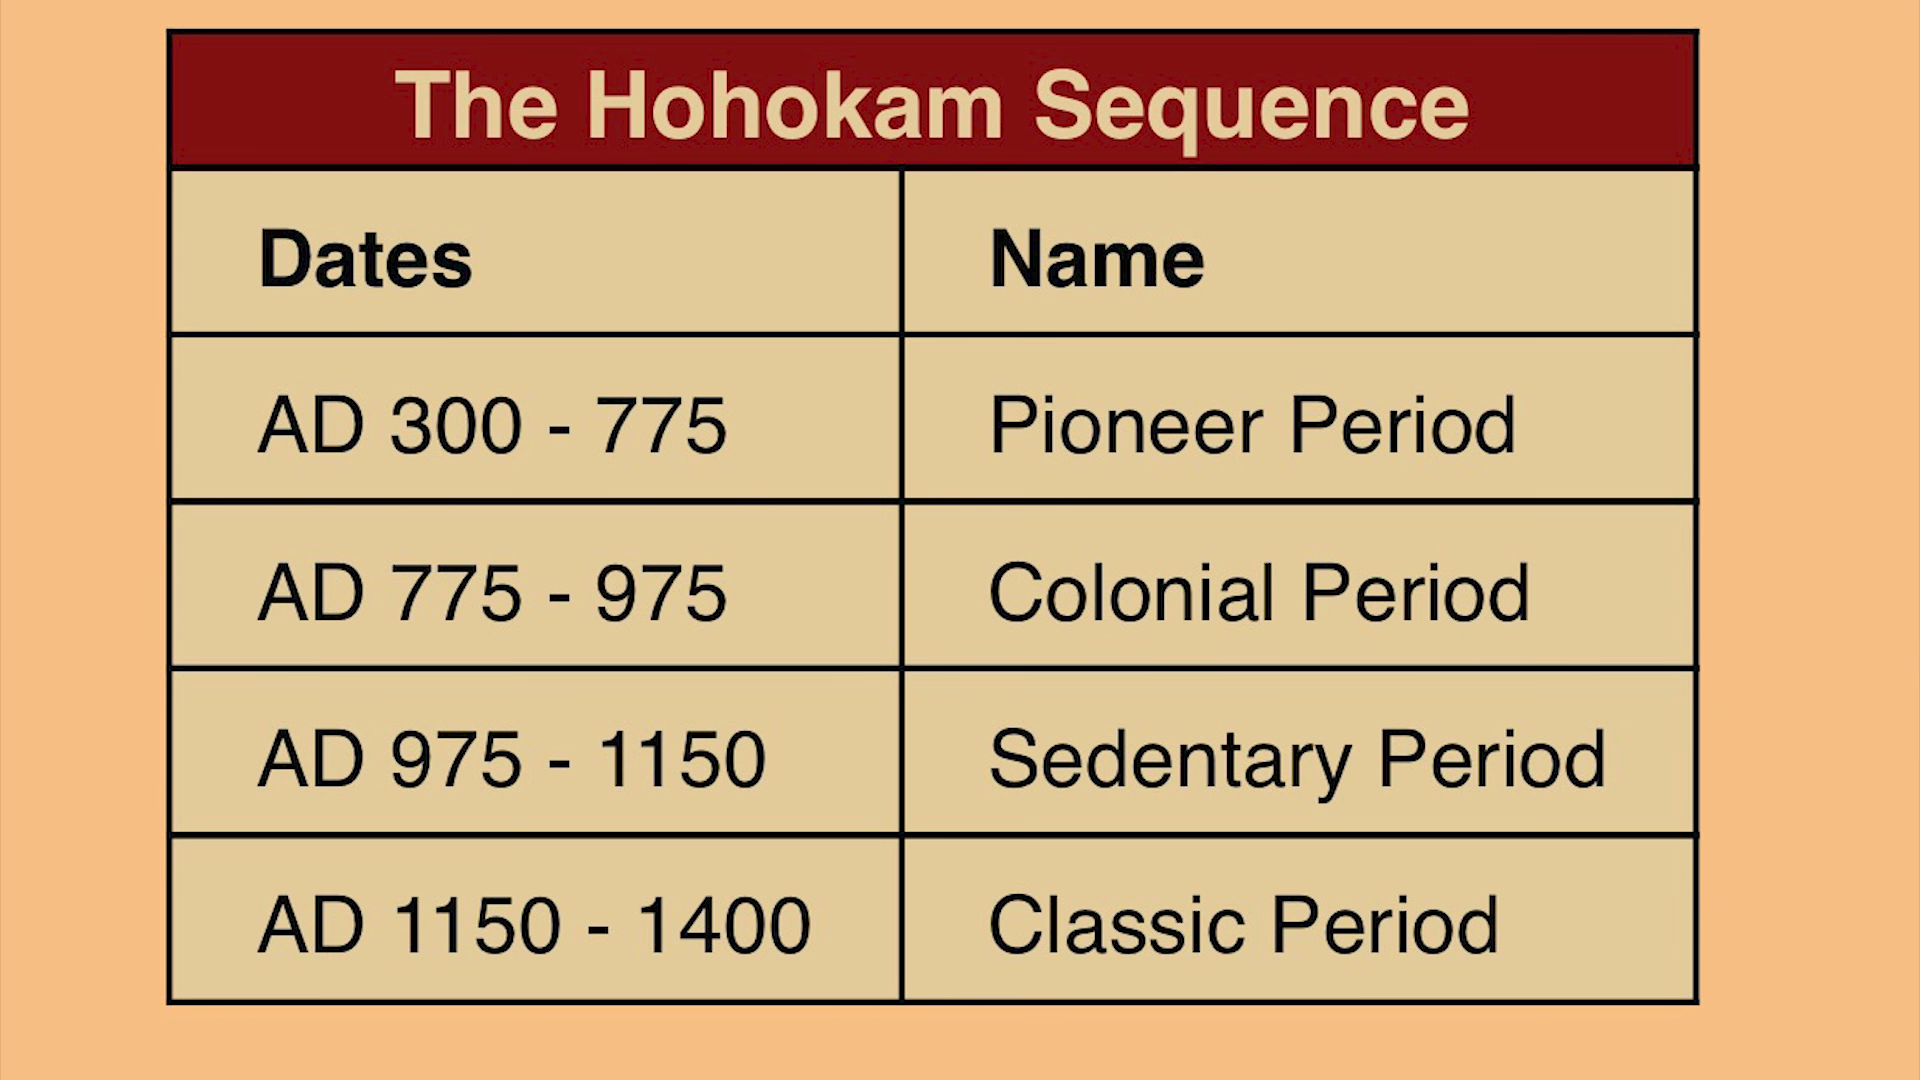 The Hohokam Sequence
Dates Name
AD 300 - 775 Pioneer Period
AD 775 - 975 Colonial Period
AD 975 - 1150 Sedentary Period
AD 1150 - 1400 Classic Period